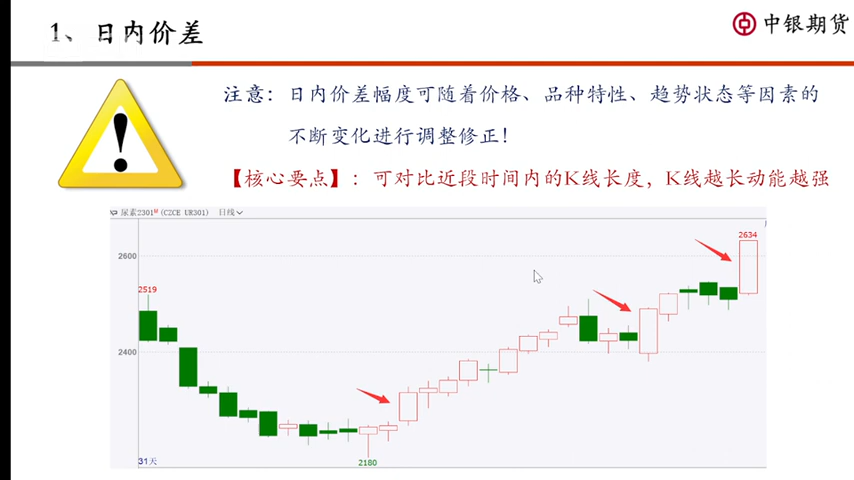 1、日内价差
中银期货
注意：日内价差幅度可随着价格、品种特性、趋势状态等因素的
不断变化进行调整修正！
【核心要点】：可对比近段时间内的K线长度，K线越长动能越强
尿素2301M(CZCE UR301) 日线
2634
2600
2519
2400
31天
2180